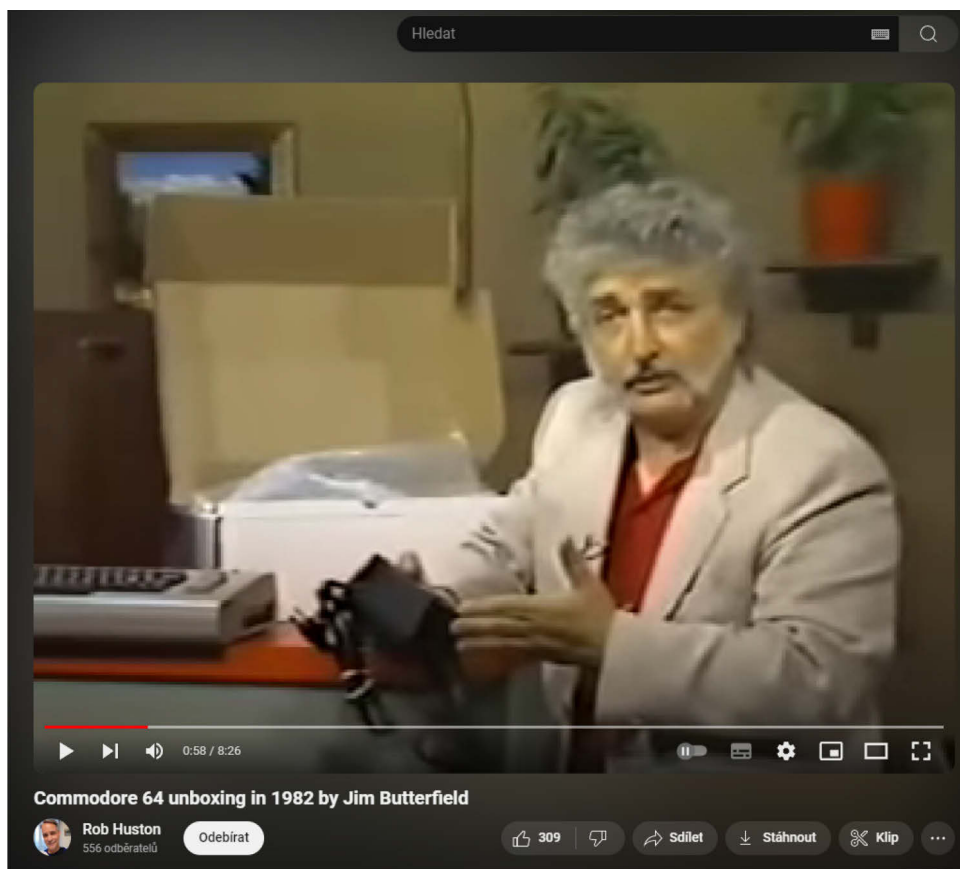 Hledat
0:58 / 8:26
Commodore 64 unboxing in 1982 by Jim Butterfield
Rob Huston
556 odběratelů
Odebírat
309
Sdílet
Stáhnout
Klip